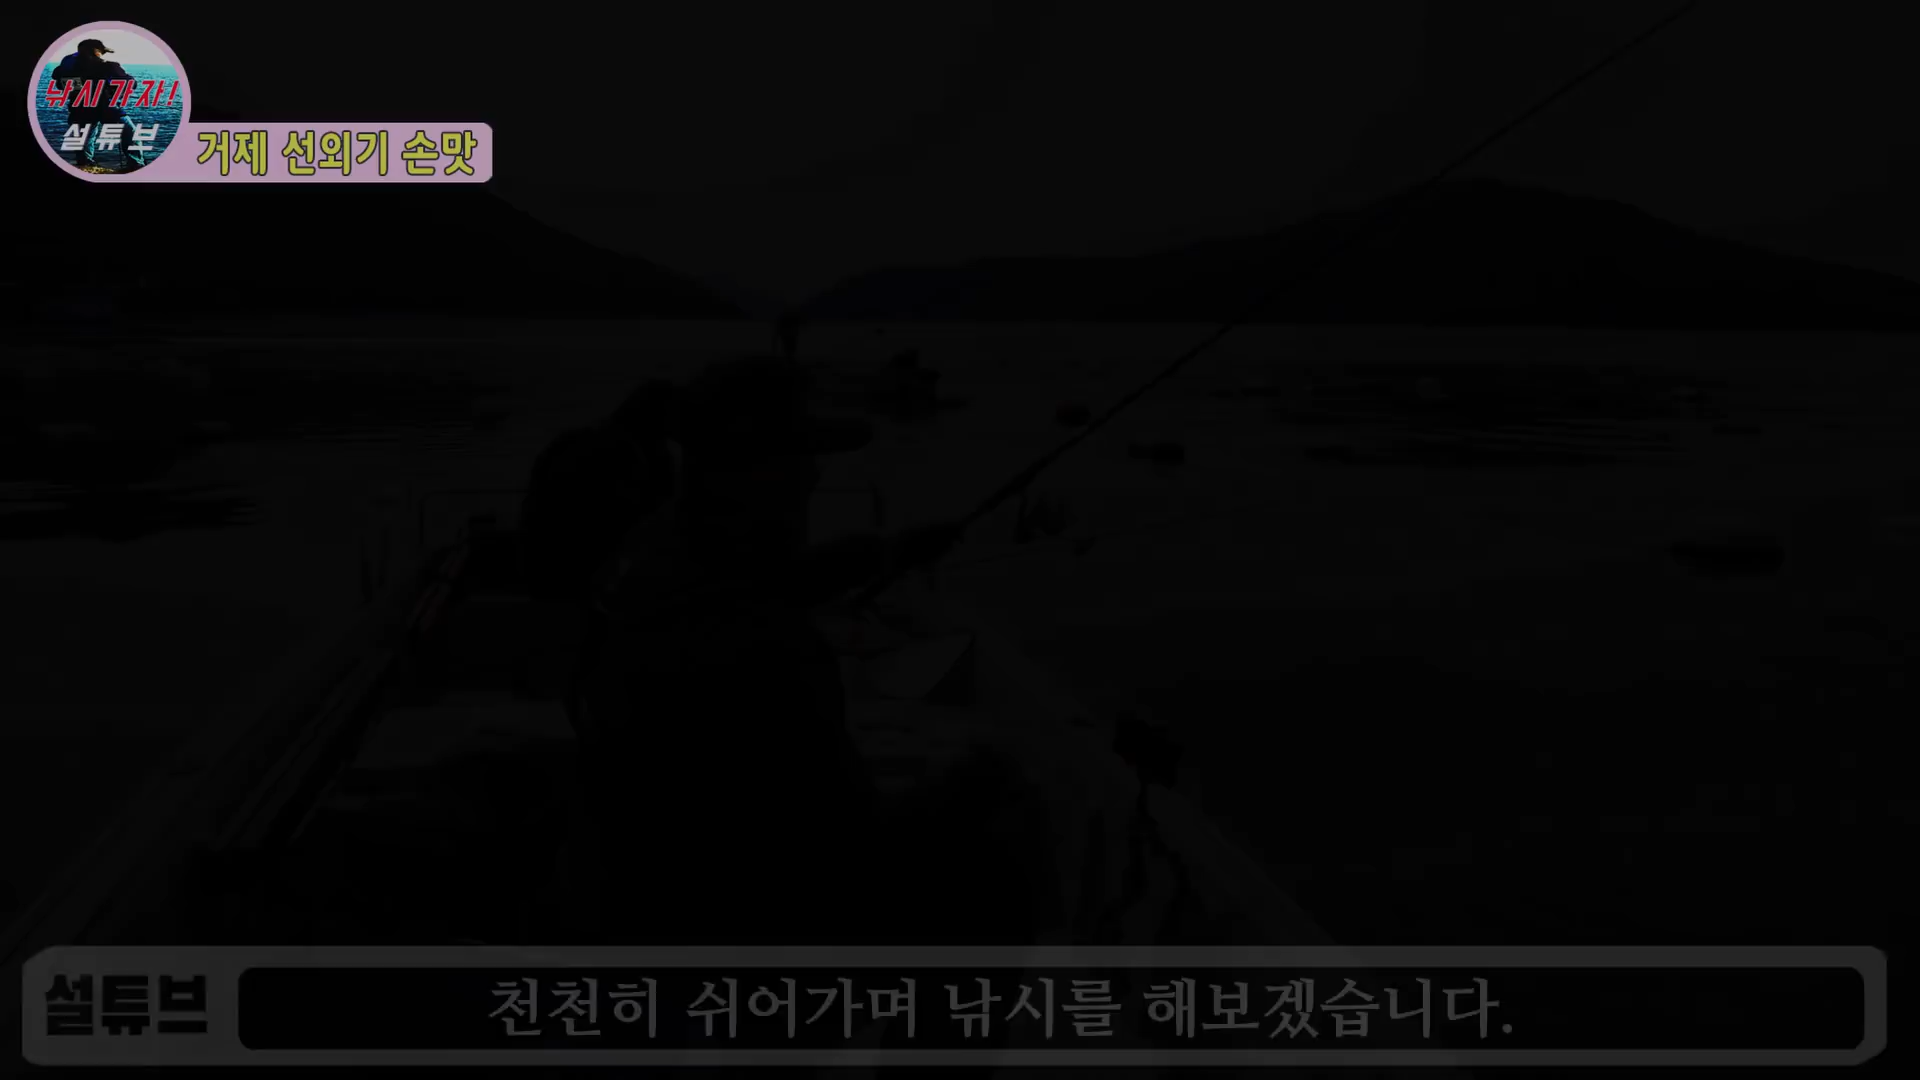 낚시가자!
설튜브
거제 선외기 손맛
설튜브
천천히 쉬어가며 낚시를 해보겠습니다.